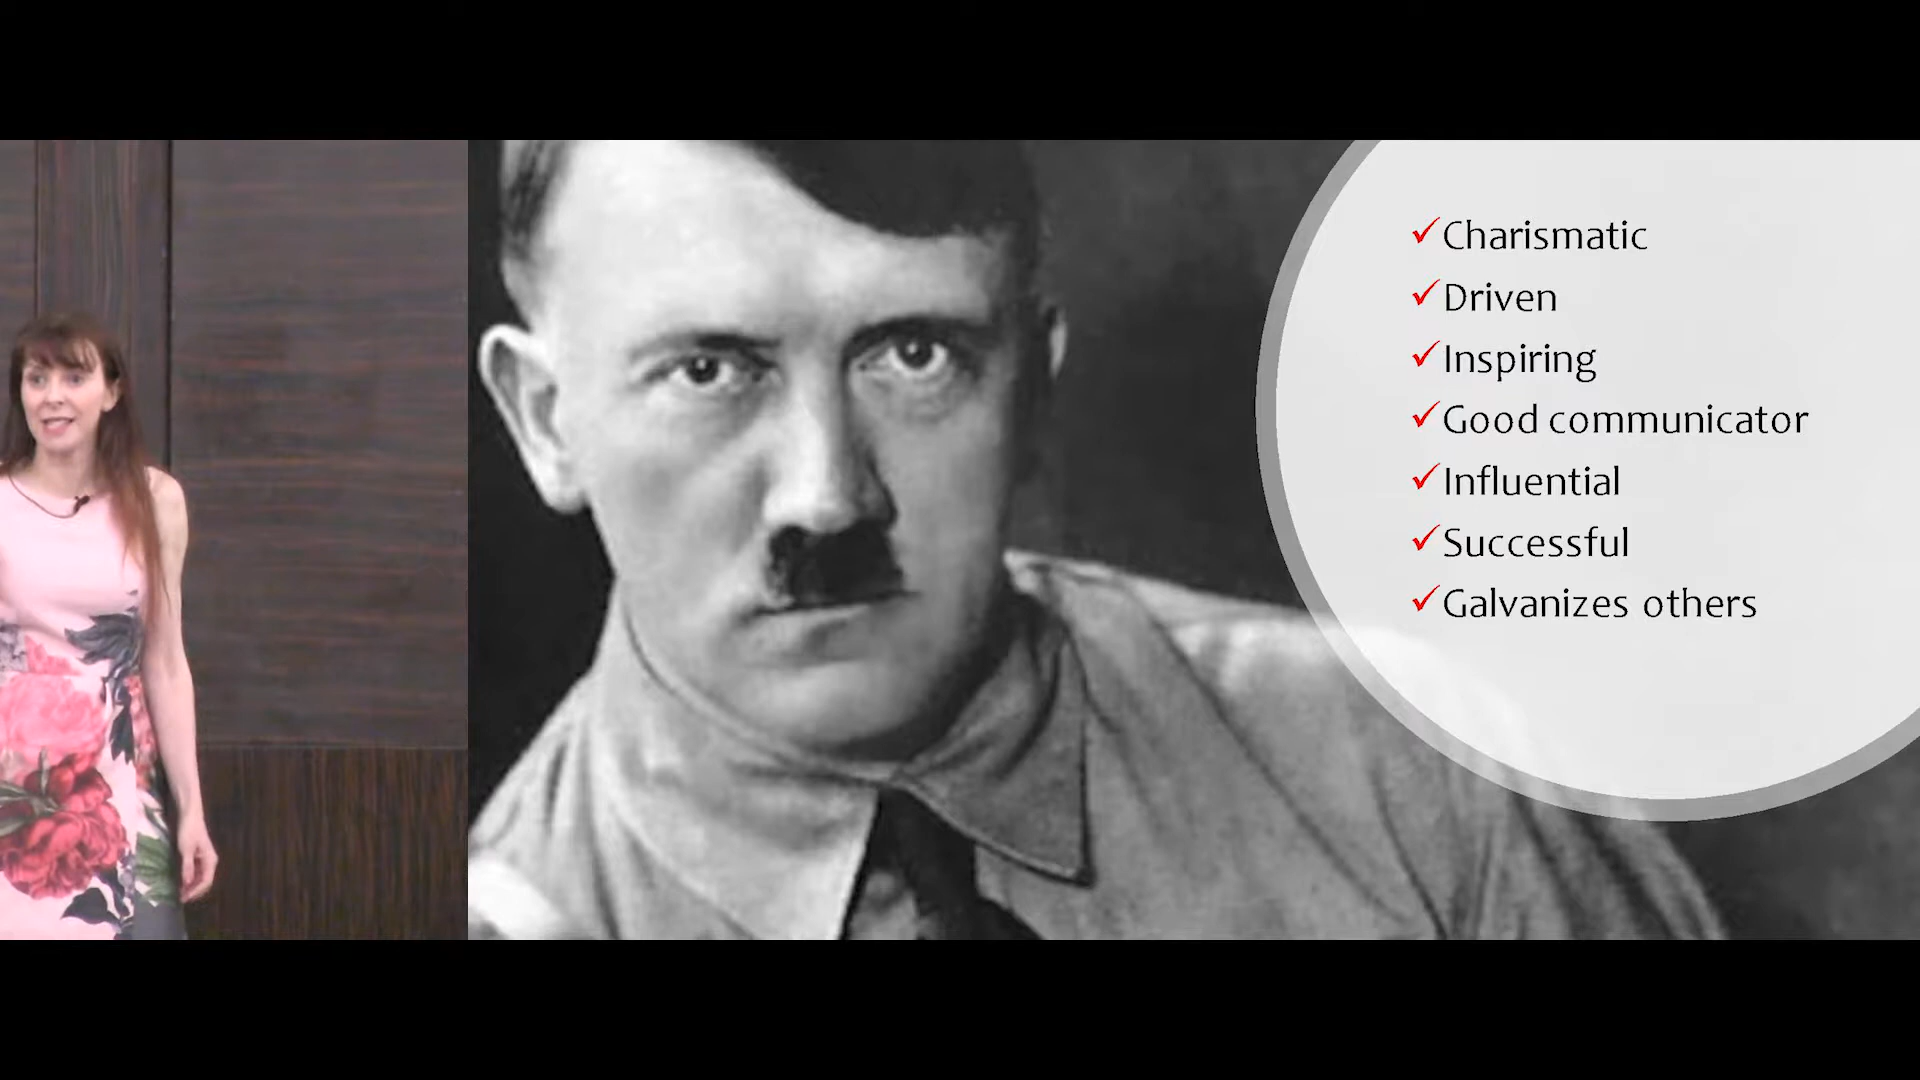 Charismatic
Driven
Inspiring
Good communicator
Influential
Successful
Galvanizes others